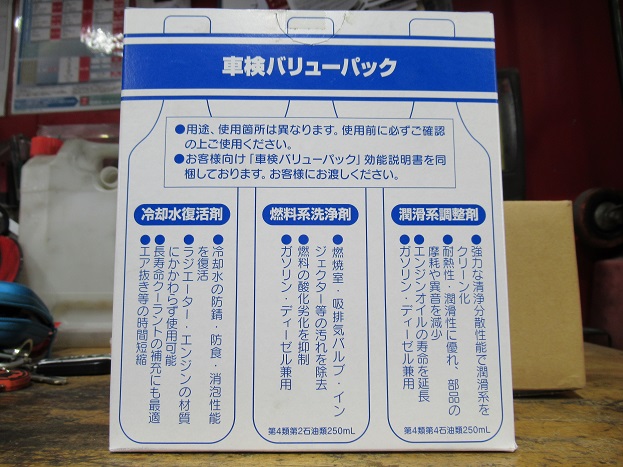 車検バリューパック
●用途、使用箇所は異なります。使用前に必ずご確認
の上ご使用ください。
●お客様向け「車検バリューパック」効能説明書を同
梱しております。お客様にお渡しください。
冷却水復活剤
●冷却水の防錆・防食・消泡性能
を復活
●ラジエーター・エンジンの材質
にかかわらず使用可能
●長寿命クーラントの補充にも最適
●エア抜き等の時間短縮
燃料系洗浄剤
●燃焼室・吸排気バルブ・イン
ジェクター等の汚れを除去
●燃料の酸化劣化を抑制
●ガソリン・ディーゼル兼用
第4類第2石油類250mL
潤滑系調整剤
●強力な清浄分散性能で潤滑系を
クリーン化
●耐熱性・潤滑性に優れ、部品の
摩耗や異音を減少
●エンジンオイルの寿命を延長
●ガソリン・ディーゼル兼用
第4類第4石油類250mL